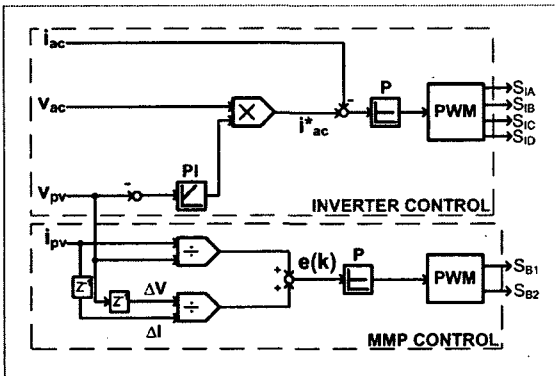 i_ac
P
-
S_IA
V_ac
×
PWM
S_IB
i*_ac
S_IC
S_ID
PI
-
V_pv
INVERTER CONTROL
i_pv
÷
P
+
e(k)
PWM
S_B1
Z⁻¹
ΔV
+
S_B2
Z⁻¹
÷
ΔI
MMP CONTROL